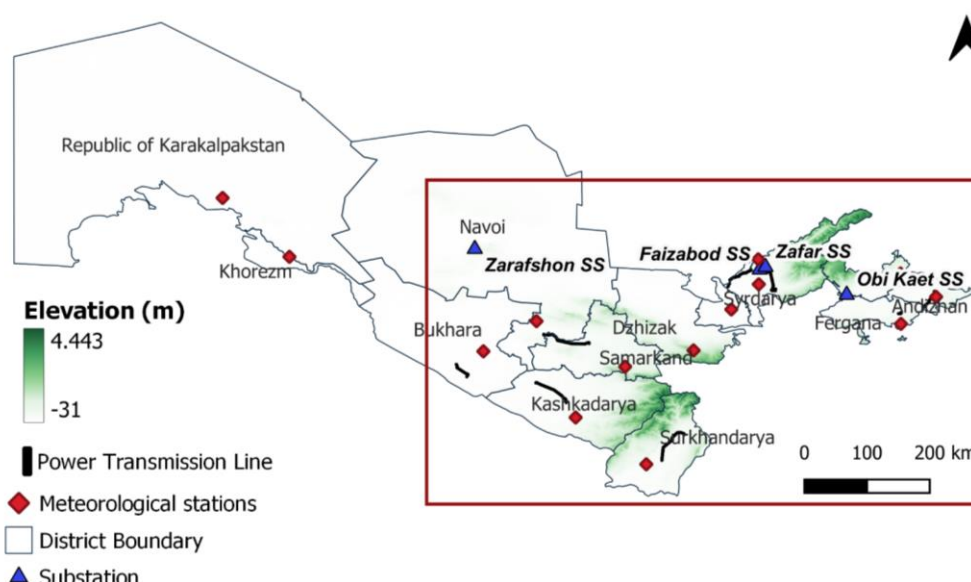 Republic of Karakalpakstan
Khorezm
Navoi
Zarafshon SS
Faizabod SS
Zafar SS
Obi Kaet SS
Syrdarya
Andizhan
Fergana
Bukhara
Dzhizak
Samarkand
Kashkadarya
Surkhandarya
Elevation (m)
4.443
-31
Power Transmission Line
Meteorological stations
District Boundary
Substation
0 100 200 km